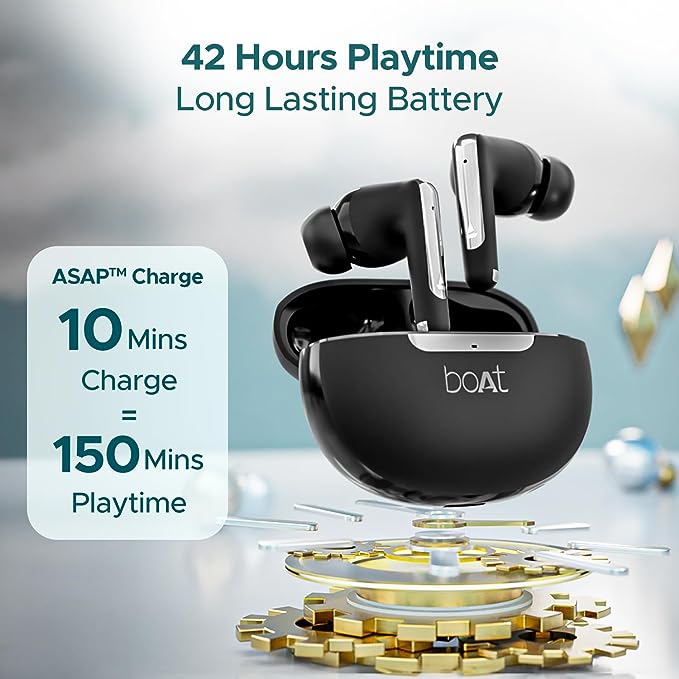 42 Hours Playtime
Long Lasting Battery
ASAP™ Charge
10 Mins
Charge
=
150 Mins
Playtime
boAt